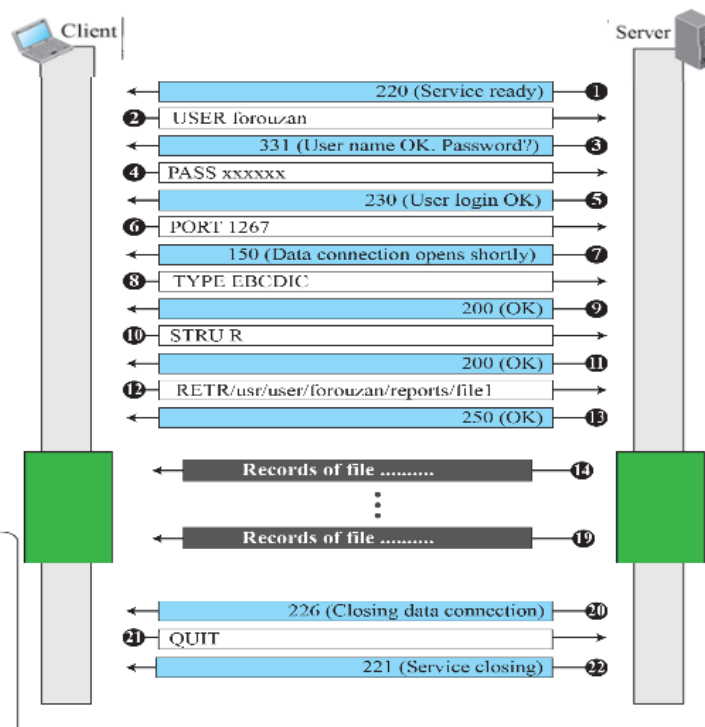 Client
Server
220 (Service ready) 1
2 USER forouzan
331 (User name OK. Password?) 3
4 PASS xxxxxx
230 (User login OK) 5
6 PORT 1267
150 (Data connection opens shortly) 7
8 TYPE EBCDIC
200 (OK) 9
10 STRU R
200 (OK) 11
12 RETR/usr/user/forouzan/reports/file1
250 (OK) 13
Records of file .......... 14
Records of file .......... 19
226 (Closing data connection) 20
21 QUIT
221 (Service closing) 22